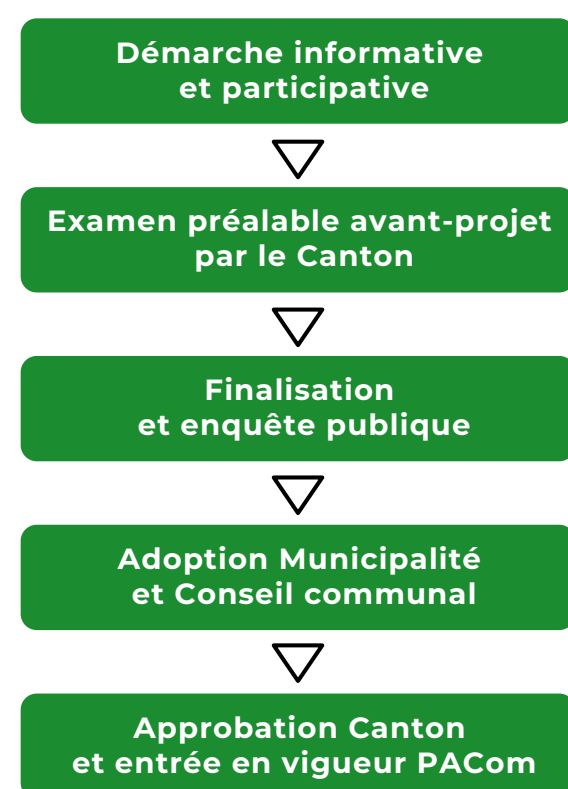 Démarche informative
et participative
Examen préalable avant-projet
par le Canton
Finalisation
et enquête publique
Adoption Municipalité
et Conseil communal
Approbation Canton
et entrée en vigueur PACom